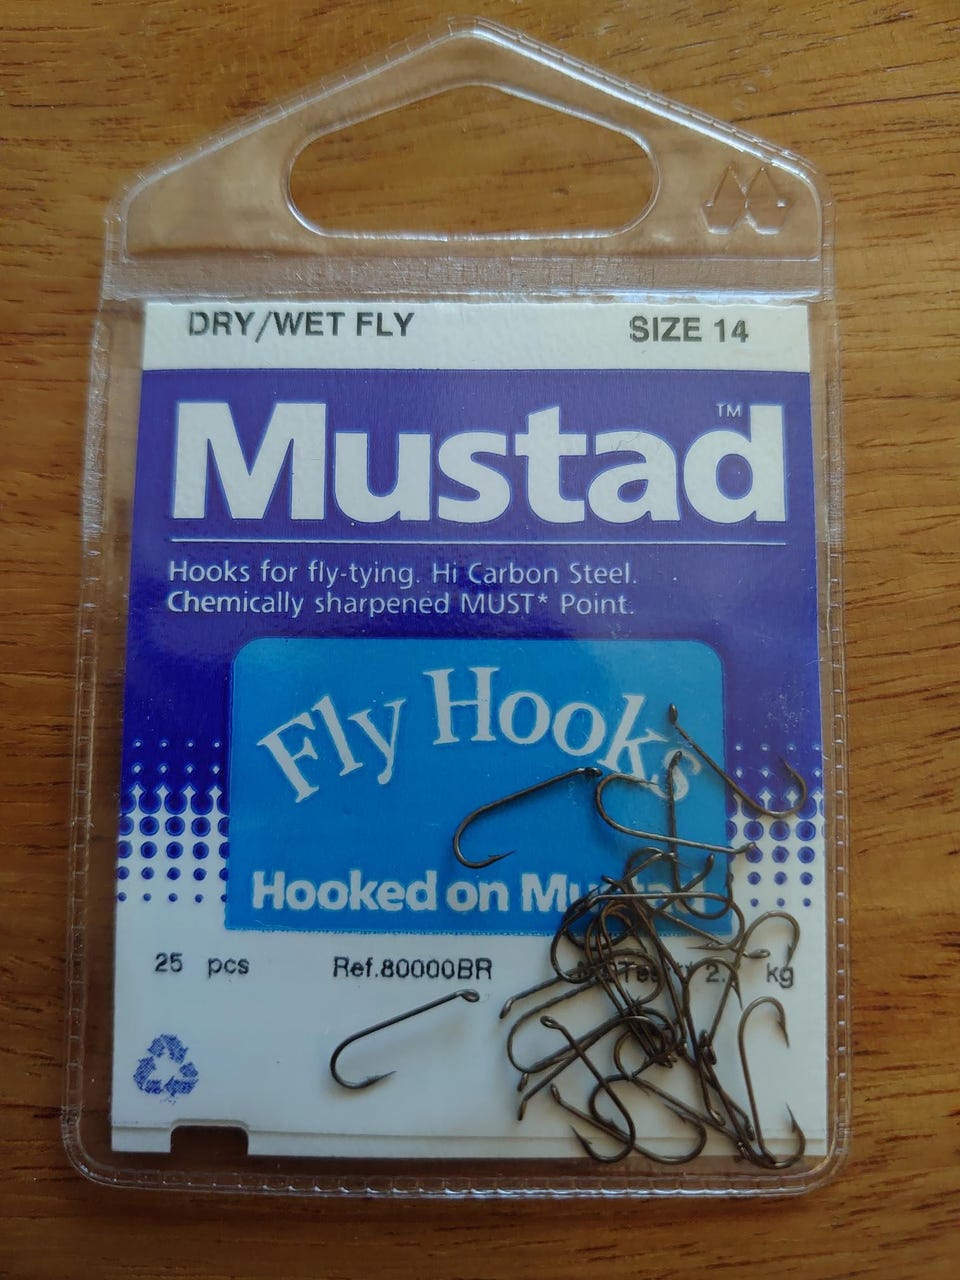 DRY/WET FLY SIZE 14
Mustad™
Hooks for fly-tying. Hi Carbon Steel.
Chemically sharpened MUST* Point.
Fly Hooks
Hooked on Mustad
25 pcs Ref.80000BR kg